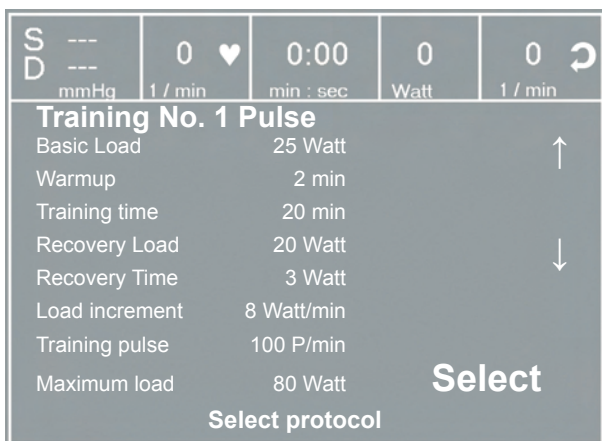 S --- 0 ♥ 0:00 0 0
D ---
mmHg 1 / min min : sec Watt 1 / min
Training No. 1 Pulse
Basic Load 25 Watt ↑
Warmup 2 min
Training time 20 min
Recovery Load 20 Watt ↓
Recovery Time 3 Watt
Load increment 8 Watt/min
Training pulse 100 P/min
Maximum load 80 Watt Select
Select protocol